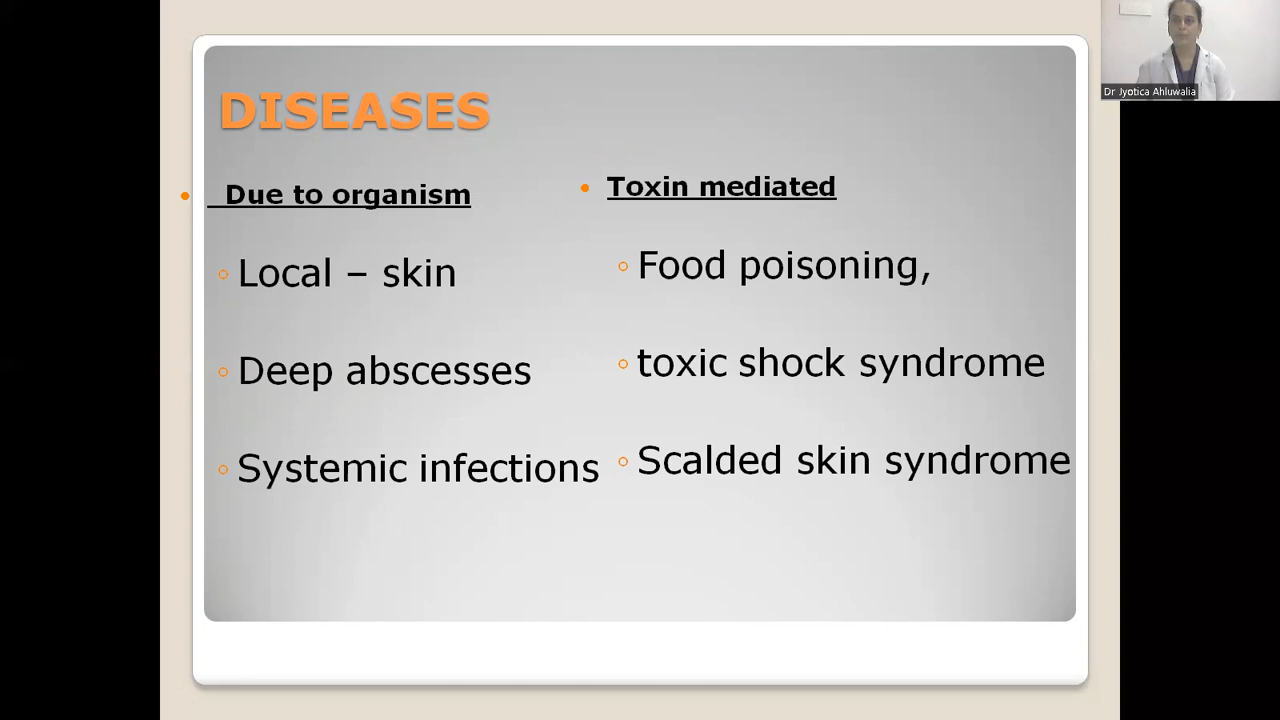 DISEASES
Due to organism
Local – skin
Deep abscesses
Systemic infections
Toxin mediated
Food poisoning,
toxic shock syndrome
Scalded skin syndrome
Dr Jyotica Ahluwalia